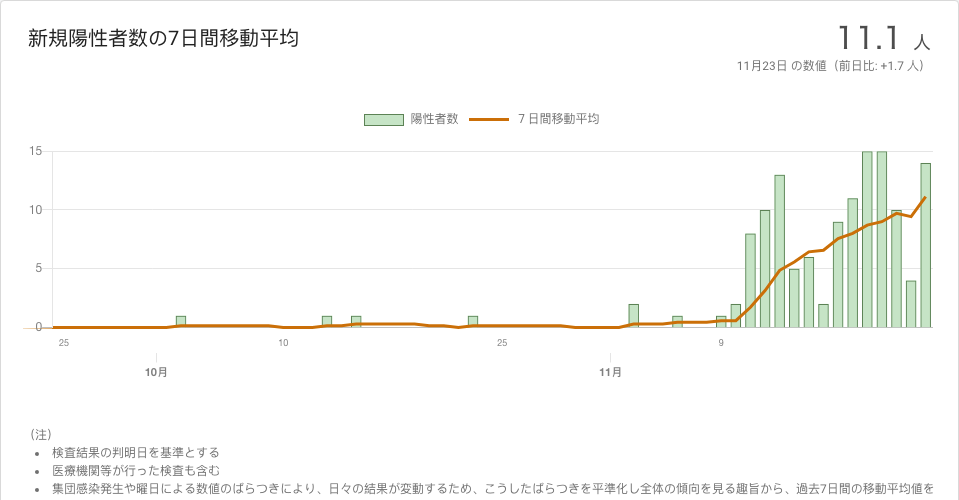 新規陽性者数の7日間移動平均
11.1 人
11月23日 の数値（前日比: +1.7 人）
陽性者数
7 日間移動平均
15
10
5
0
25
10
25
9
10月
11月
（注）
• 検査結果の判明日を基準とする
• 医療機関等が行った検査も含む
• 集団感染発生や曜日による数値のばらつきにより、日々の結果が変動するため、こうしたばらつきを平準化し全体の傾向を見る趣旨から、過去7日間の移動平均値を